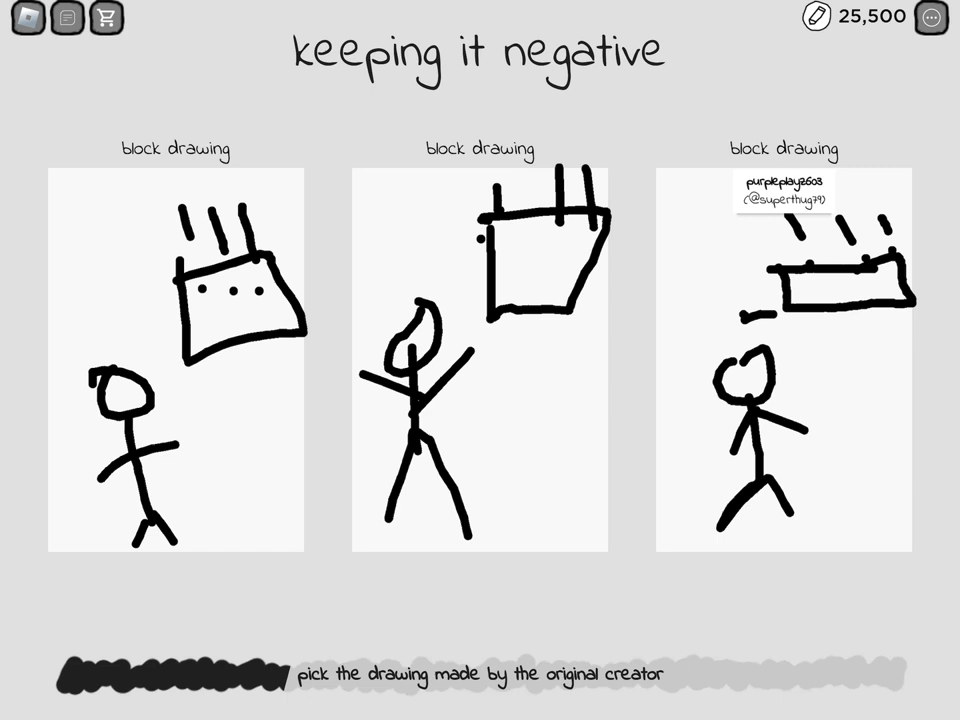 25,500
keeping it negative
block drawing
block drawing
block drawing
purpleplayz603
(@superthug79)
pick the drawing made by the original creator